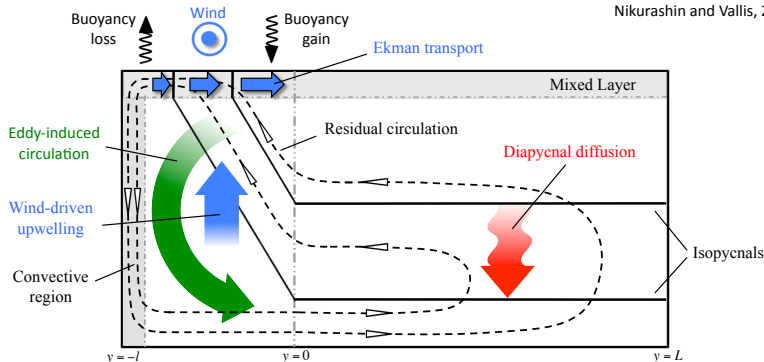 Nikurashin and Vallis, 2
Buoyancy
loss
Wind
Buoyancy
gain
Ekman transport
Mixed Layer
Eddy-induced
circulation
Residual circulation
Diapycnal diffusion
Wind-driven
upwelling
Isopycnals
Convective
region
y = -l
y = 0
y = L